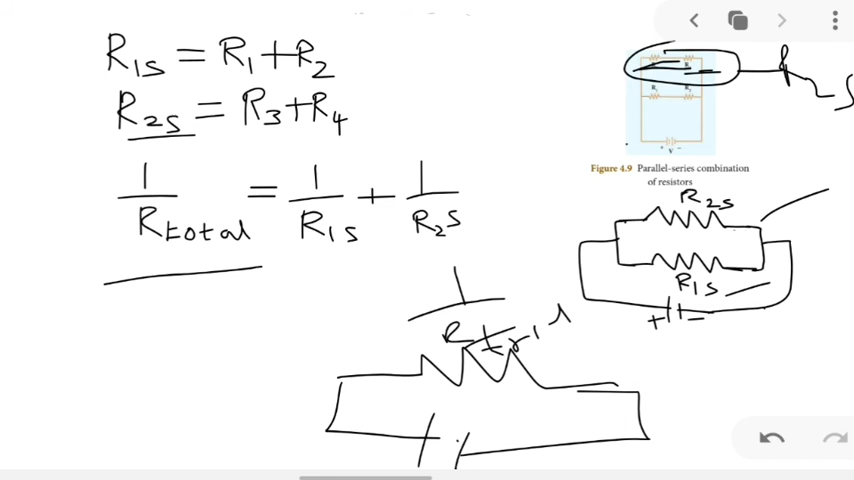 R1S = R1 + R2
R2S = R3 + R4
1/Rtotal = 1/R1S + 1/R2S
Figure 4.9 Parallel-series combination
of resistors
R2S
R1S
+ −
1
R